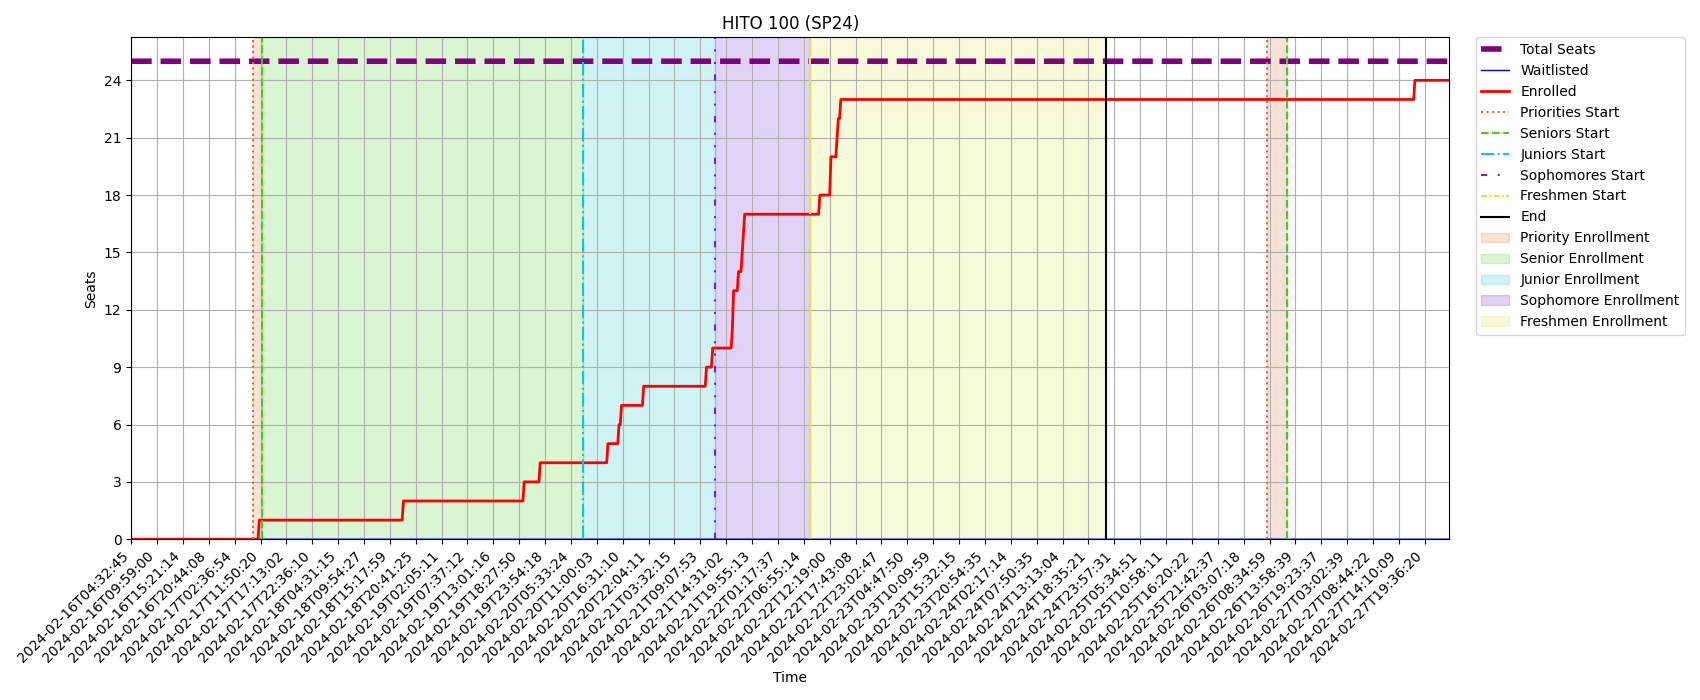 HITO 100 (SP24)
Seats
24
21
18
15
12
9
6
3
0
2024-02-16T04:32:45
2024-02-16T09:59:00
2024-02-16T15:21:14
2024-02-16T20:44:08
2024-02-17T02:36:54
2024-02-17T11:50:20
2024-02-17T17:13:02
2024-02-17T22:36:10
2024-02-18T04:31:15
2024-02-18T09:54:27
2024-02-18T15:17:59
2024-02-18T20:41:25
2024-02-19T02:05:11
2024-02-19T07:37:12
2024-02-19T13:01:16
2024-02-19T18:27:50
2024-02-19T23:54:18
2024-02-20T05:33:24
2024-02-20T11:00:03
2024-02-20T16:31:10
2024-02-20T22:04:11
2024-02-21T03:32:15
2024-02-21T09:07:53
2024-02-21T14:31:02
2024-02-21T19:55:13
2024-02-22T01:17:37
2024-02-22T06:55:14
2024-02-22T12:19:00
2024-02-22T17:43:08
2024-02-22T23:02:47
2024-02-23T04:47:50
2024-02-23T10:09:59
2024-02-23T15:32:15
2024-02-23T20:54:35
2024-02-24T02:17:14
2024-02-24T07:50:35
2024-02-24T13:13:04
2024-02-24T18:35:21
2024-02-24T23:57:31
2024-02-25T05:34:51
2024-02-25T10:58:11
2024-02-25T16:20:22
2024-02-25T21:42:37
2024-02-26T03:07:18
2024-02-26T08:34:59
2024-02-26T13:58:39
2024-02-26T19:23:37
2024-02-27T03:02:39
2024-02-27T08:44:22
2024-02-27T14:10:09
2024-02-27T19:36:20
Time
Total Seats
Waitlisted
Enrolled
Priorities Start
Seniors Start
Juniors Start
Sophomores Start
Freshmen Start
End
Priority Enrollment
Senior Enrollment
Junior Enrollment
Sophomore Enrollment
Freshmen Enrollment